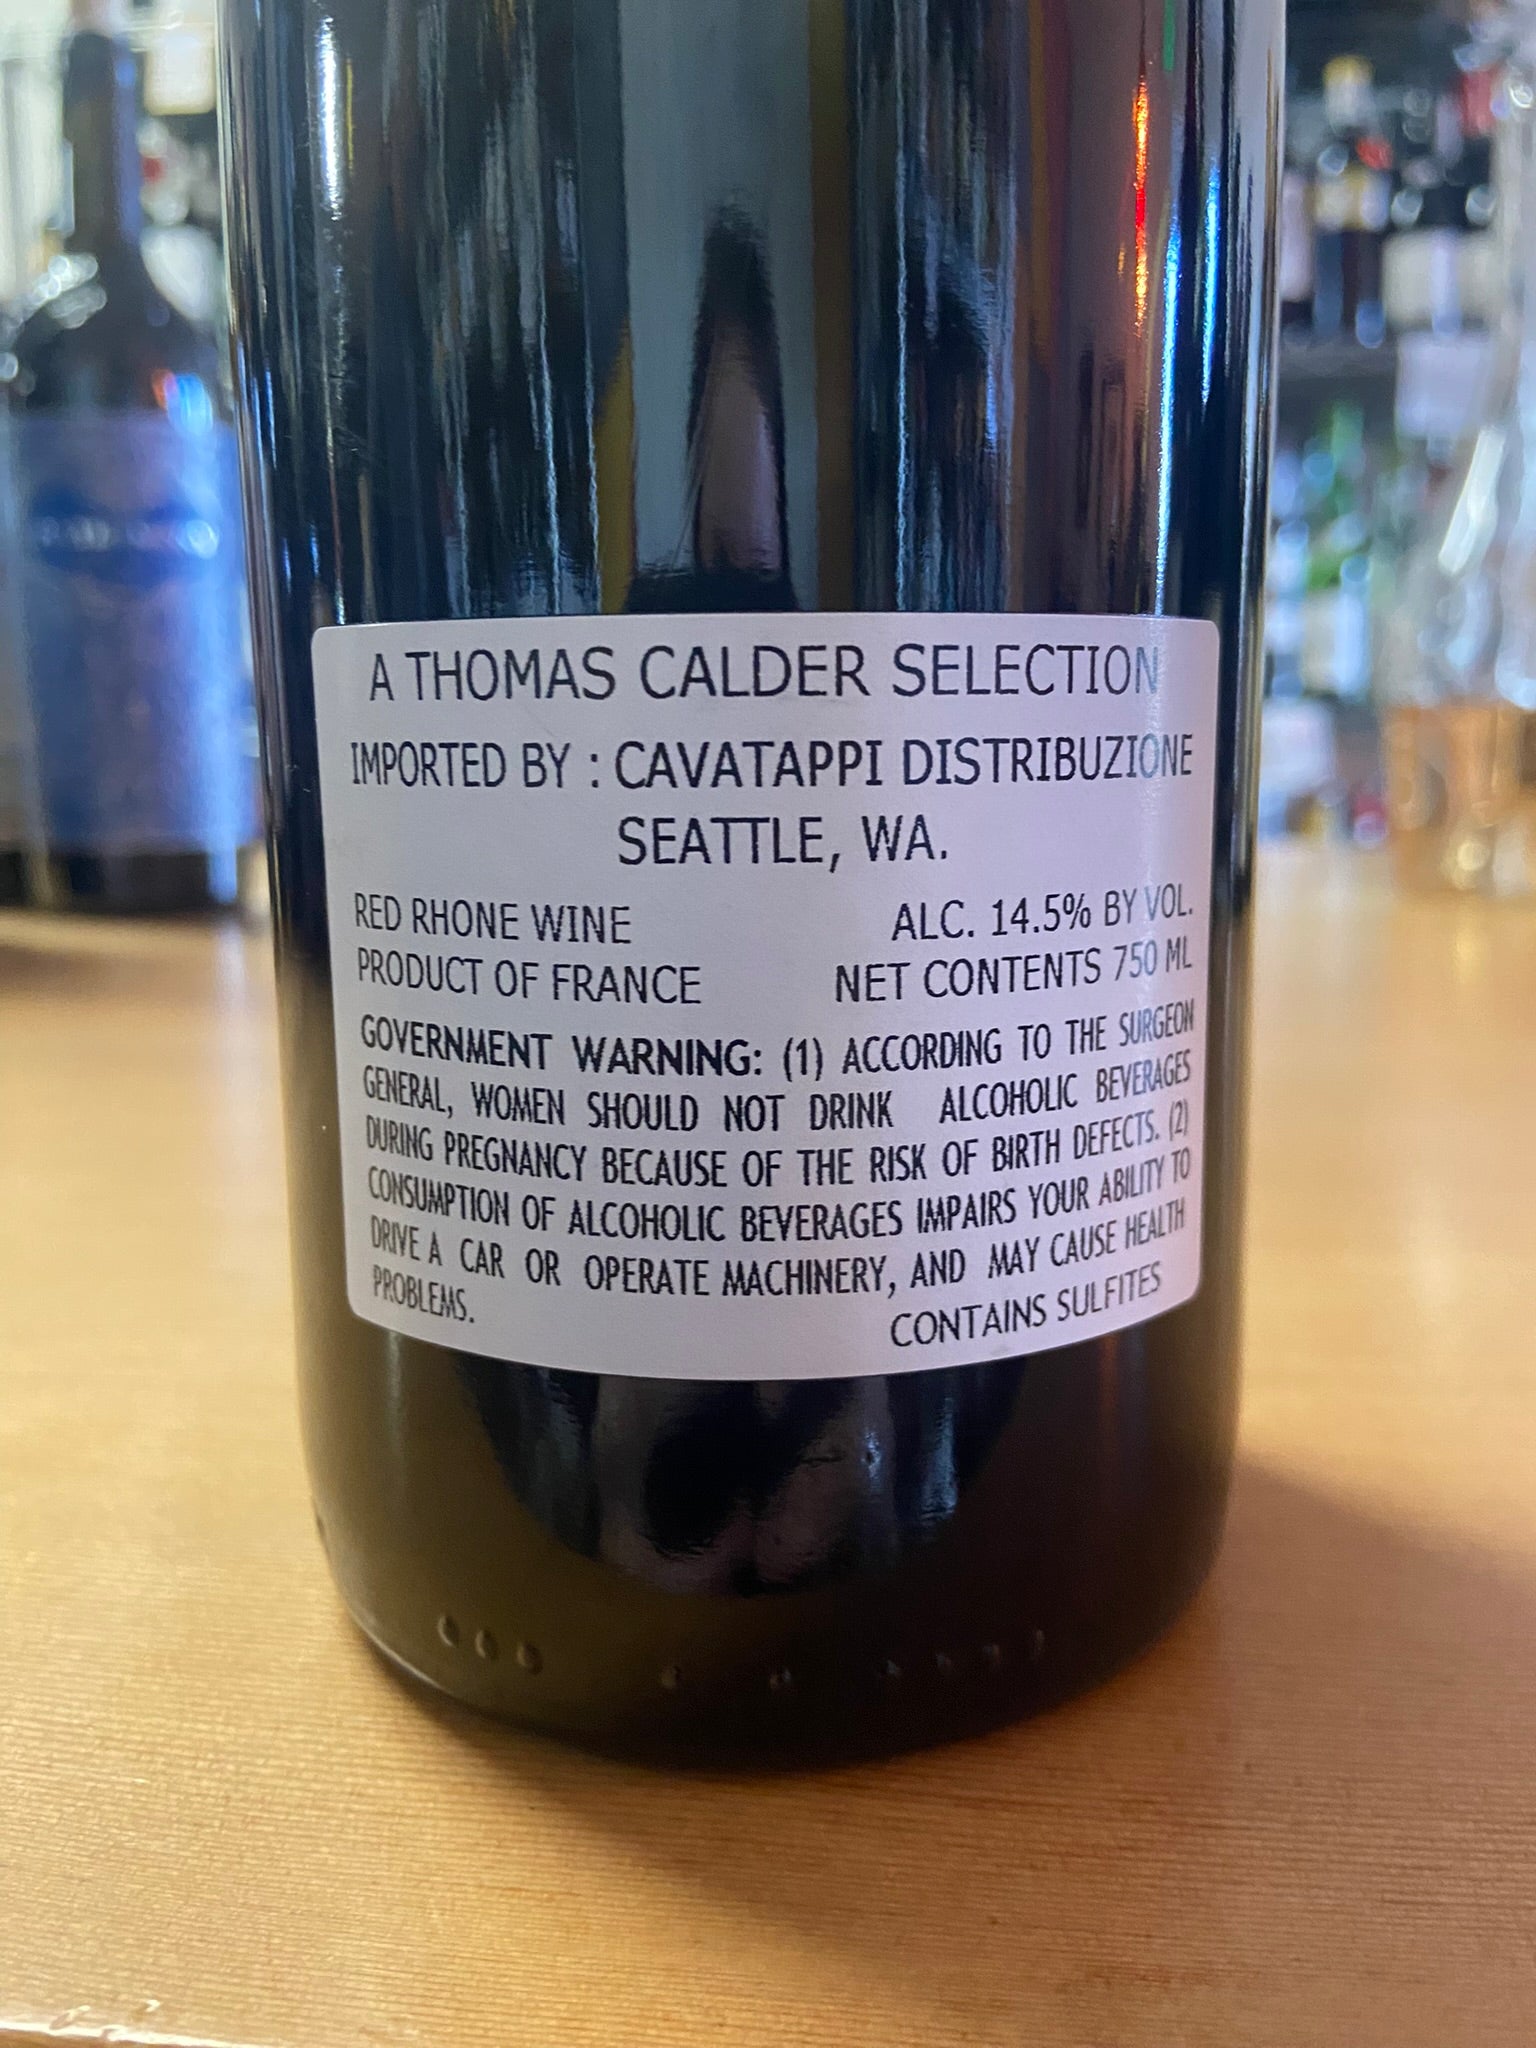 A THOMAS CALDER SELECTION
IMPORTED BY : CAVATAPPI DISTRIBUZIONE
SEATTLE, WA.
RED RHONE WINE ALC. 14.5% BY VOL.
PRODUCT OF FRANCE NET CONTENTS 750 ML
GOVERNMENT WARNING: (1) ACCORDING TO THE SURGEON
GENERAL, WOMEN SHOULD NOT DRINK ALCOHOLIC BEVERAGES
DURING PREGNANCY BECAUSE OF THE RISK OF BIRTH DEFECTS. (2)
CONSUMPTION OF ALCOHOLIC BEVERAGES IMPAIRS YOUR ABILITY TO
DRIVE A CAR OR OPERATE MACHINERY, AND MAY CAUSE HEALTH
PROBLEMS.
CONTAINS SULFITES